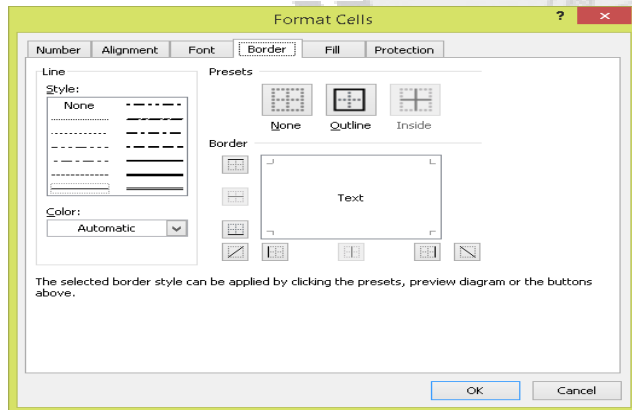 Format Cells
?
Number Alignment Font Border Fill Protection
Line
Style:
None
Color:
Automatic
Presets
None Outline Inside
Border
Text
The selected border style can be applied by clicking the presets, preview diagram or the buttons
above.
OK Cancel